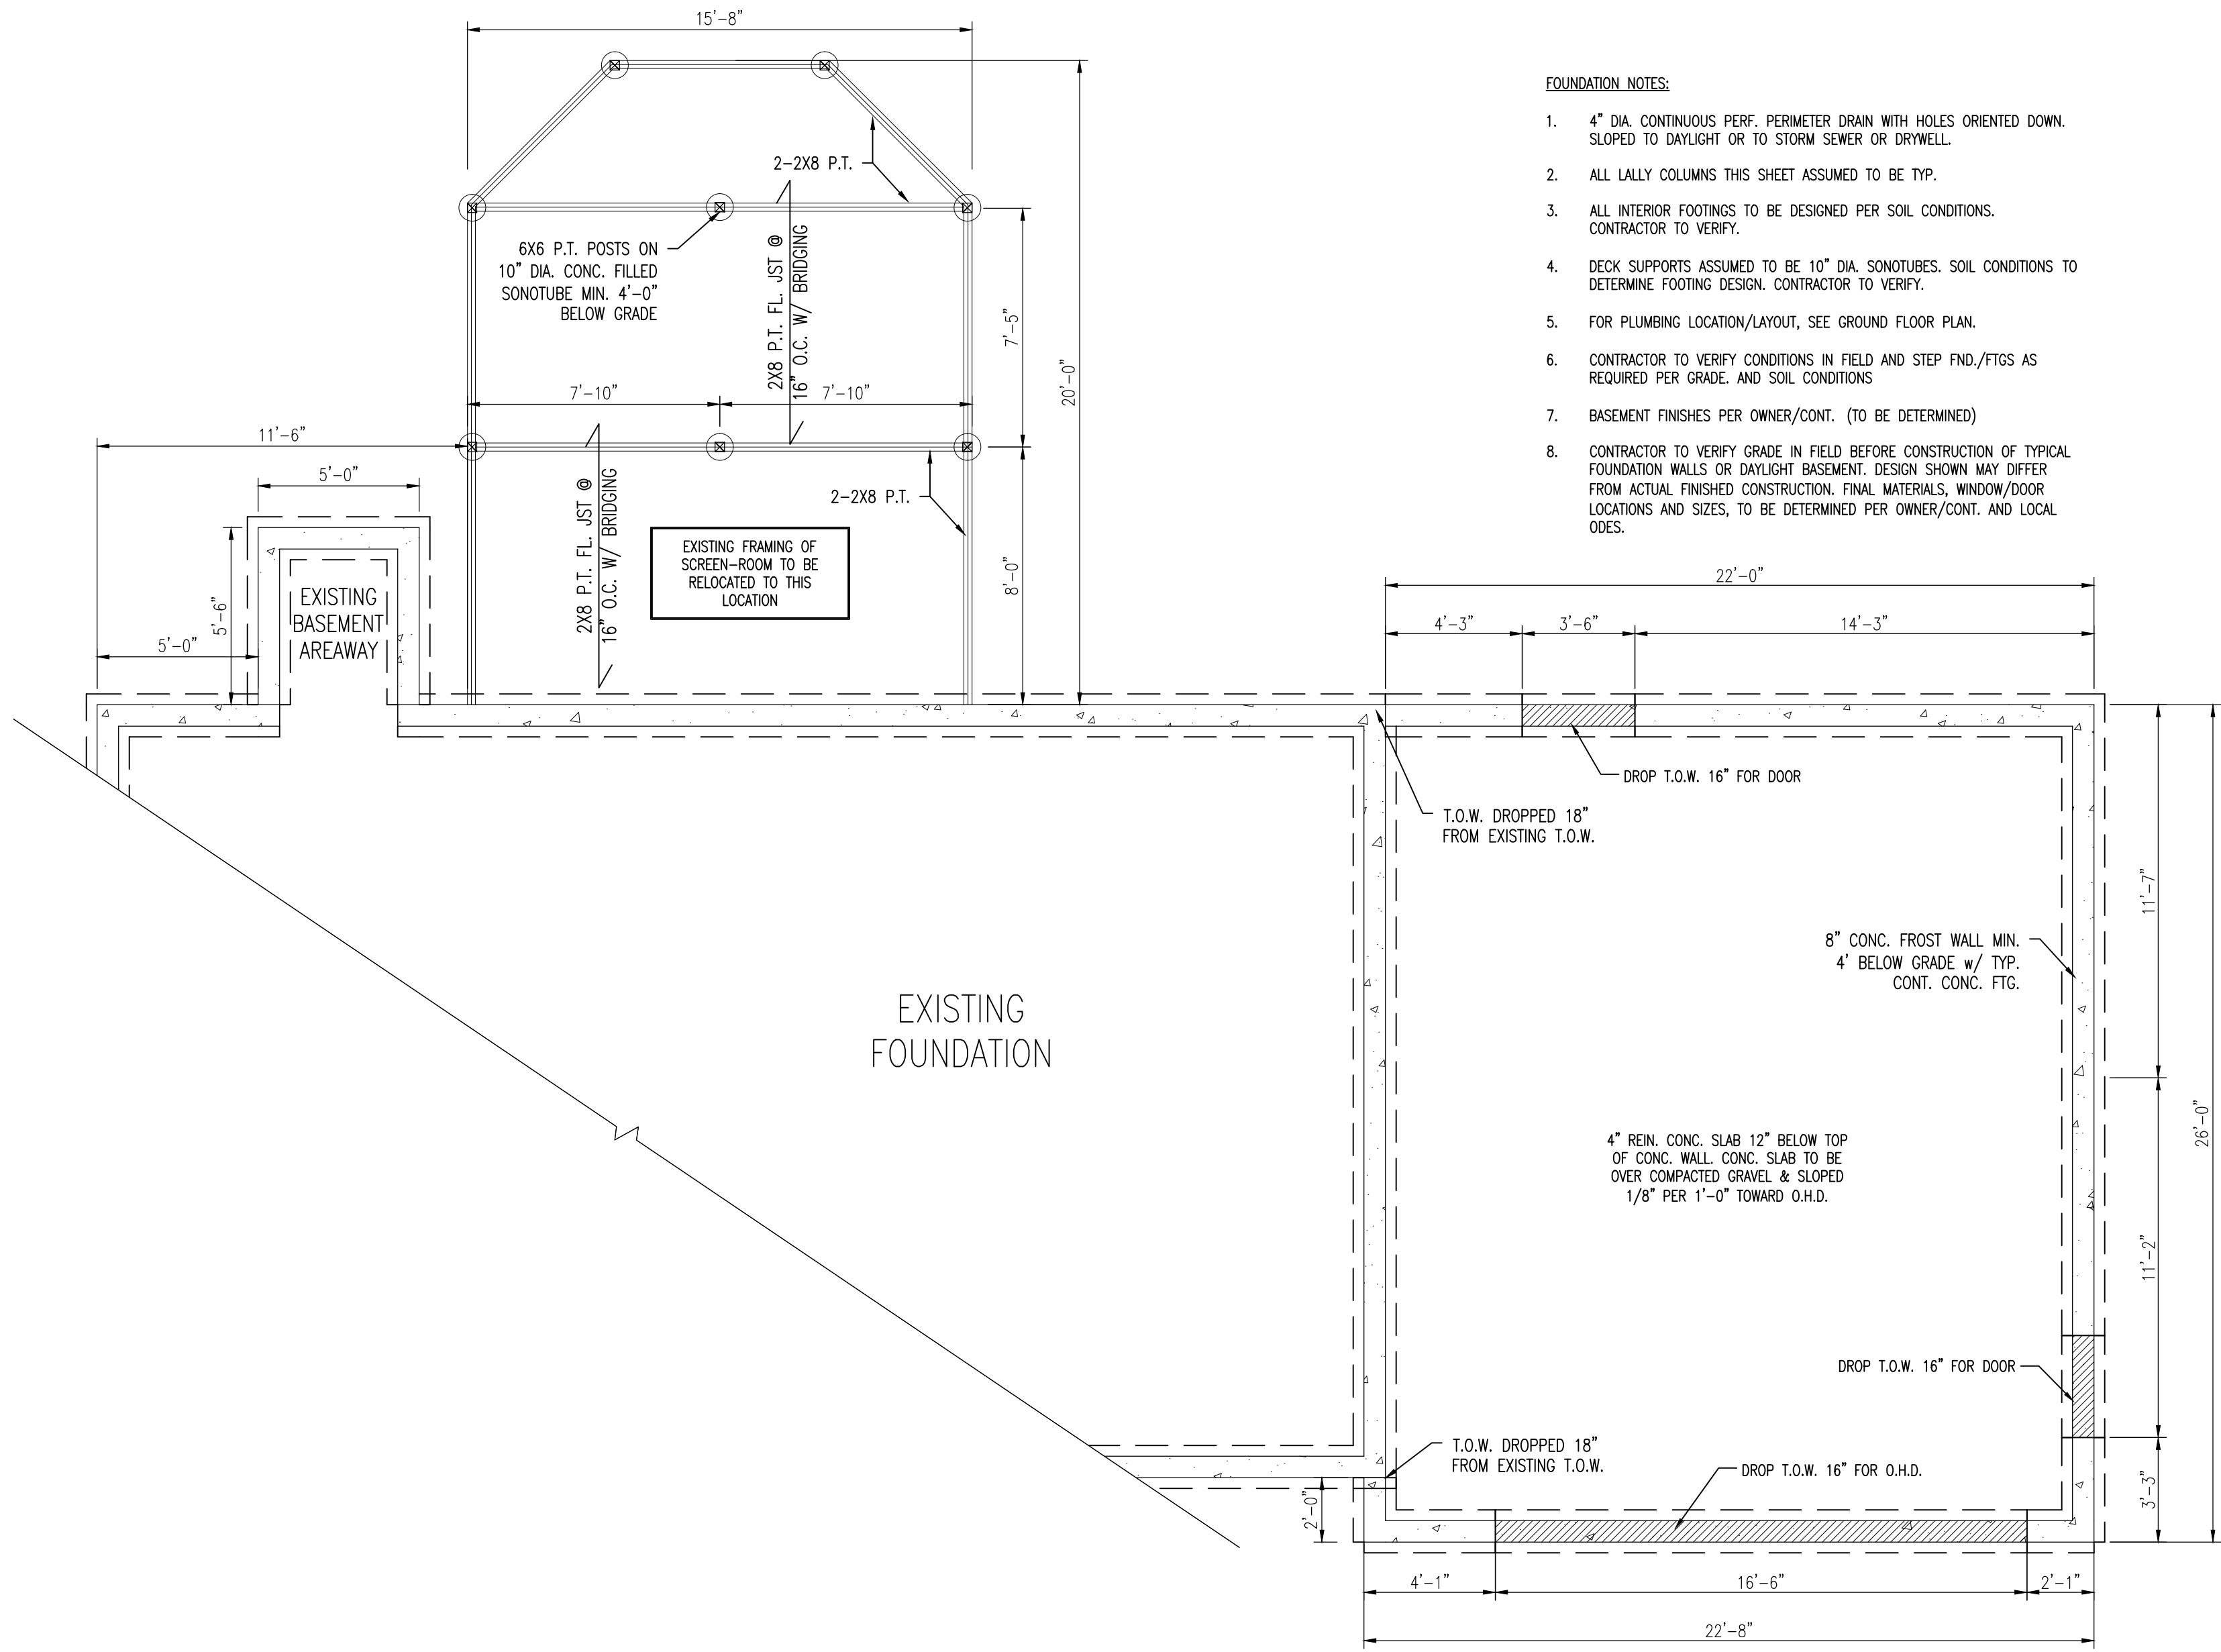 15'-8"
FOUNDATION NOTES:
1. 4" DIA. CONTINUOUS PERF. PERIMETER DRAIN WITH HOLES ORIENTED DOWN.
SLOPED TO DAYLIGHT OR TO STORM SEWER OR DRYWELL.
2. ALL LALLY COLUMNS THIS SHEET ASSUMED TO BE TYP.
3. ALL INTERIOR FOOTINGS TO BE DESIGNED PER SOIL CONDITIONS.
CONTRACTOR TO VERIFY.
4. DECK SUPPORTS ASSUMED TO BE 10" DIA. SONOTUBES. SOIL CONDITIONS TO
DETERMINE FOOTING DESIGN. CONTRACTOR TO VERIFY.
5. FOR PLUMBING LOCATION/LAYOUT, SEE GROUND FLOOR PLAN.
6. CONTRACTOR TO VERIFY CONDITIONS IN FIELD AND STEP FND./FTGS AS
REQUIRED PER GRADE. AND SOIL CONDITIONS
7. BASEMENT FINISHES PER OWNER/CONT. (TO BE DETERMINED)
8. CONTRACTOR TO VERIFY GRADE IN FIELD BEFORE CONSTRUCTION OF TYPICAL
FOUNDATION WALLS OR DAYLIGHT BASEMENT. DESIGN SHOWN MAY DIFFER
FROM ACTUAL FINISHED CONSTRUCTION. FINAL MATERIALS, WINDOW/DOOR
LOCATIONS AND SIZES, TO BE DETERMINED PER OWNER/CONT. AND LOCAL
ODES.
2-2X8 P.T.
6X6 P.T. POSTS ON
10" DIA. CONC. FILLED
SONOTUBE MIN. 4'-0"
BELOW GRADE
2X8 P.T. FL. JST @
16" O.C. W/ BRIDGING
7'-5"
20'-0"
7'-10"
7'-10"
11'-6"
5'-0"
2-2X8 P.T.
2X8 P.T. FL. JST @
16" O.C. W/ BRIDGING
EXISTING FRAMING OF
SCREEN-ROOM TO BE
RELOCATED TO THIS
LOCATION
8'-0"
5'-6"
EXISTING
BASEMENT
AREAWAY
5'-0"
22'-0"
4'-3"
3'-6"
14'-3"
DROP T.O.W. 16" FOR DOOR
T.O.W. DROPPED 18"
FROM EXISTING T.O.W.
11'-7"
8" CONC. FROST WALL MIN.
4' BELOW GRADE w/ TYP.
CONT. CONC. FTG.
EXISTING
FOUNDATION
26'-0"
4" REIN. CONC. SLAB 12" BELOW TOP
OF CONC. WALL. CONC. SLAB TO BE
OVER COMPACTED GRAVEL & SLOPED
1/8" PER 1'-0" TOWARD O.H.D.
11'-2"
DROP T.O.W. 16" FOR DOOR
T.O.W. DROPPED 18"
FROM EXISTING T.O.W.
DROP T.O.W. 16" FOR O.H.D.
3'-3"
2'-0"
4'-1"
16'-6"
2'-1"
22'-8"